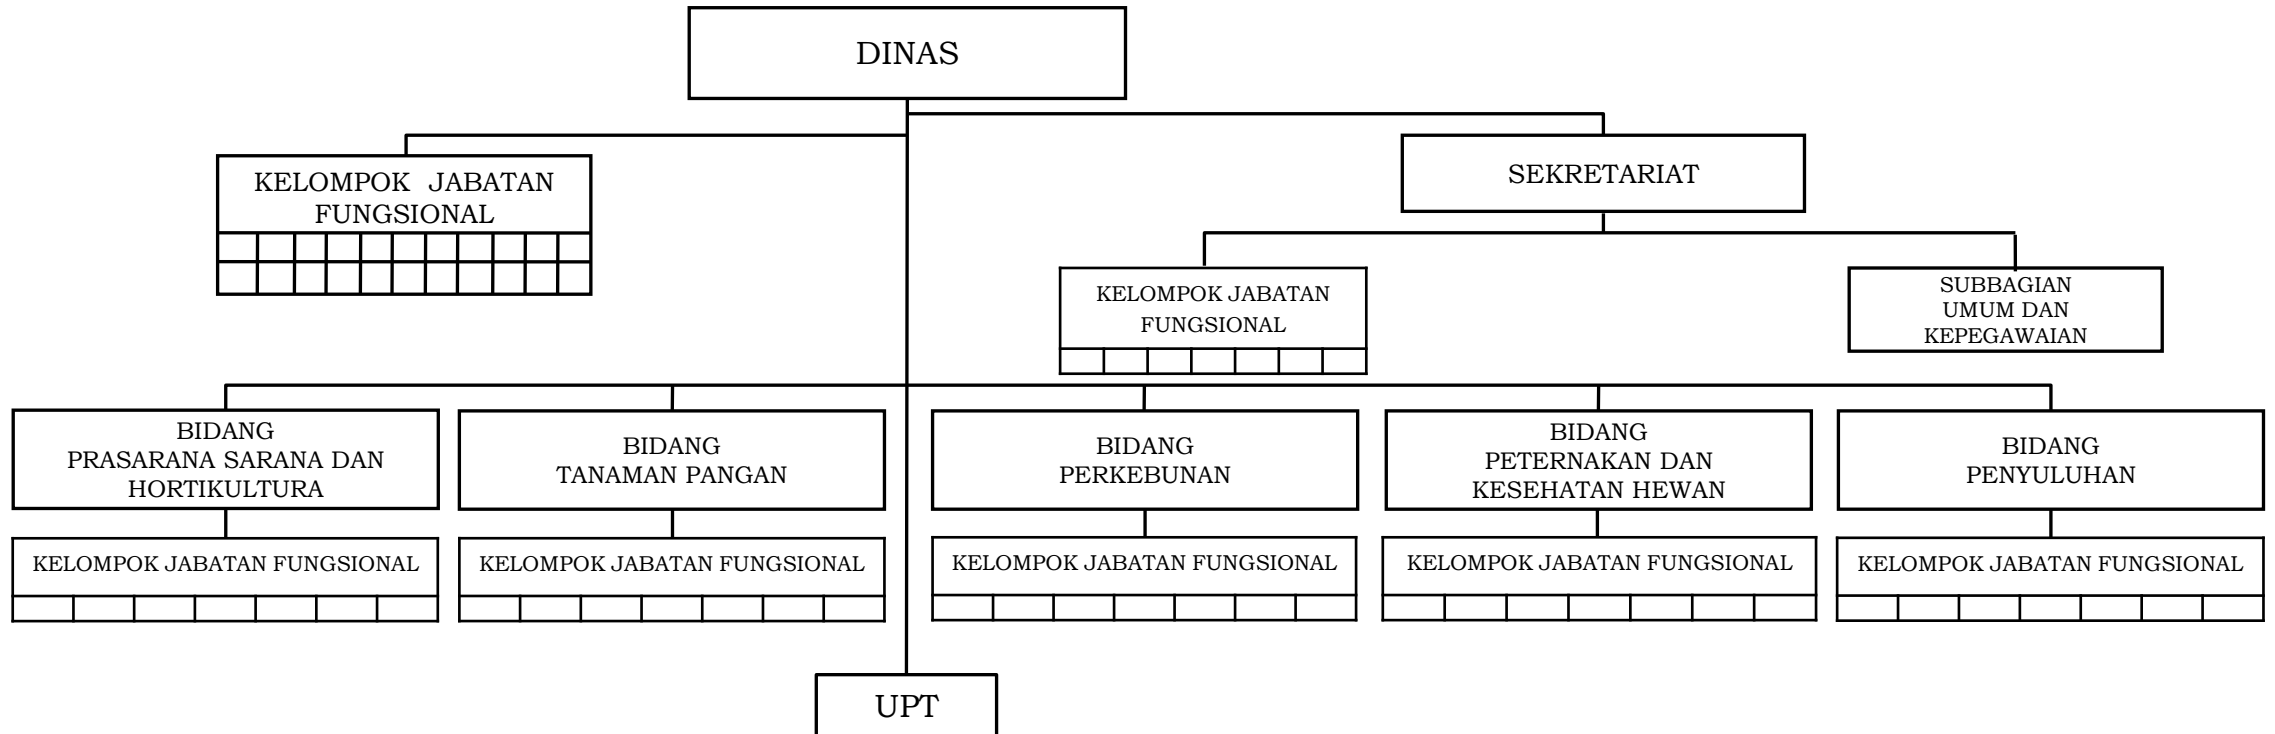 DINAS
KELOMPOK JABATAN
FUNGSIONAL
SEKRETARIAT
KELOMPOK JABATAN
FUNGSIONAL
SUBBAGIAN
UMUM DAN
KEPEGAWAIAN
BIDANG
PRASARANA SARANA DAN
HORTIKULTURA
BIDANG
TANAMAN PANGAN
BIDANG
PERKEBUNAN
BIDANG
PETERNAKAN DAN
KESEHATAN HEWAN
BIDANG
PENYULUHAN
KELOMPOK JABATAN FUNGSIONAL
KELOMPOK JABATAN FUNGSIONAL
KELOMPOK JABATAN FUNGSIONAL
KELOMPOK JABATAN FUNGSIONAL
KELOMPOK JABATAN FUNGSIONAL
UPT